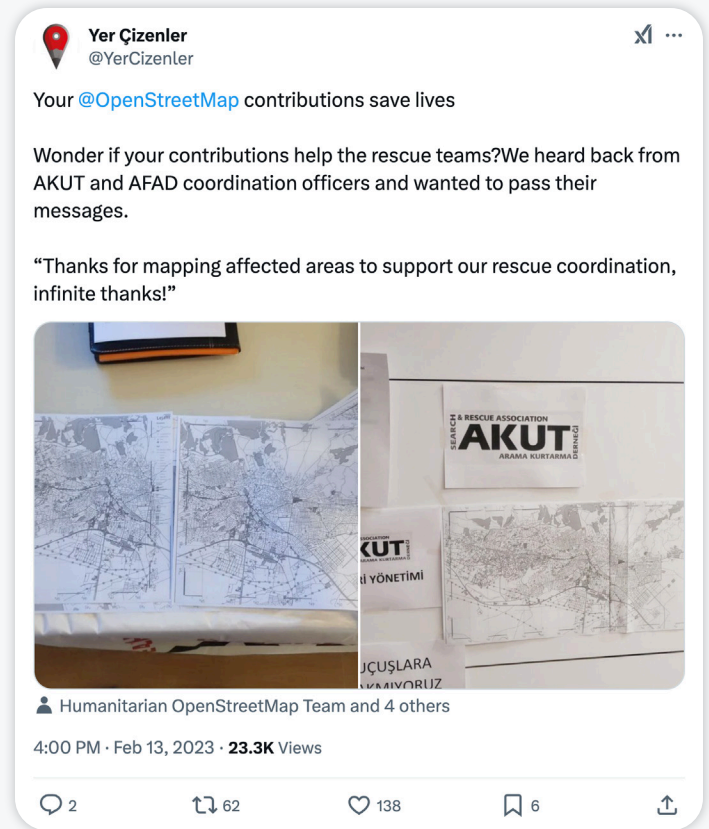 Yer Çizenler
@YerCizenler
Your @OpenStreetMap contributions save lives
Wonder if your contributions help the rescue teams?We heard back from
AKUT and AFAD coordination officers and wanted to pass their
messages.
“Thanks for mapping affected areas to support our rescue coordination,
infinite thanks!”
SEARCH & RESCUE ASSOCIATION
AKUT
ARAMA KURTARMA DERNEĞİ
KUT
Rİ YÖNETİMİ
UÇUŞLARA
Humanitarian OpenStreetMap Team and 4 others
4:00 PM · Feb 13, 2023 · 23.3K Views
2 62 138 6